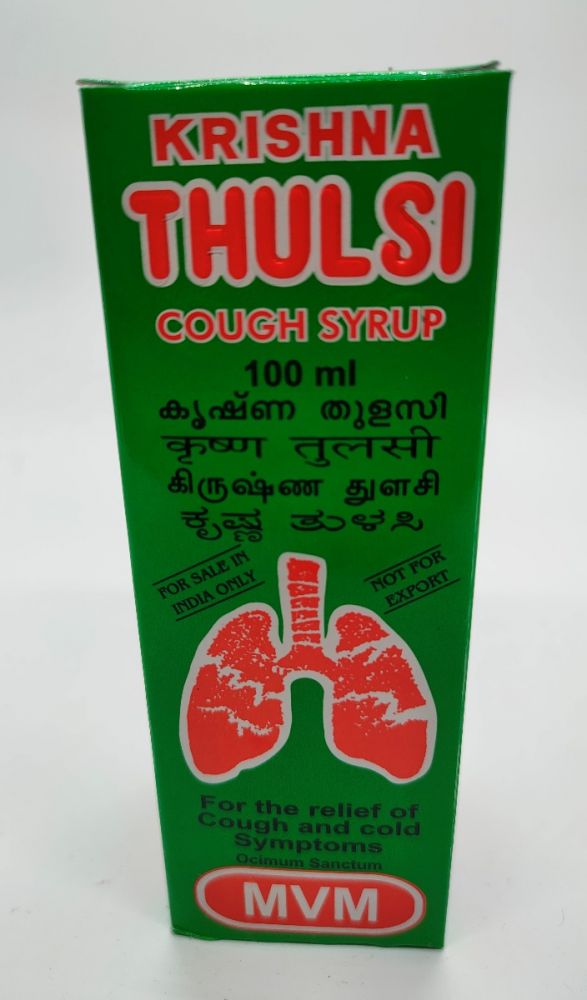 KRISHNA
THULSI
COUGH SYRUP
100 ml
കൃഷ്ണ തുളസി
कृष्ण तुलसी
கிருஷ்ண துளசி
ಕೃಷ್ಣ ತುಳಸಿ
FOR SALE IN
INDIA ONLY
NOT FOR
EXPORT
For the relief of
Cough and cold
Symptoms
Ocimum Sanctum
MVM